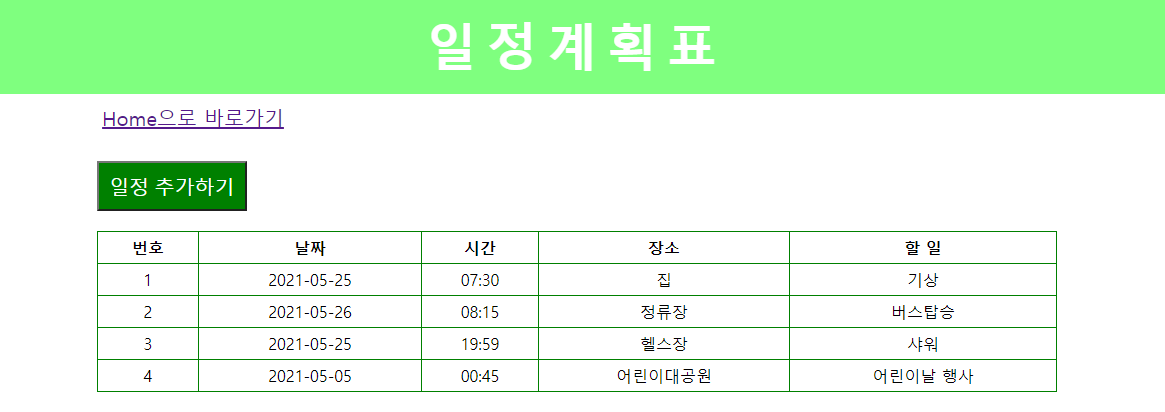 일 정 계 획 표
Home으로 바로가기
일정 추가하기
번호 날짜 시간 장소 할 일
1 2021-05-25 07:30 집 기상
2 2021-05-26 08:15 정류장 버스탑승
3 2021-05-25 19:59 헬스장 샤워
4 2021-05-05 00:45 어린이대공원 어린이날 행사